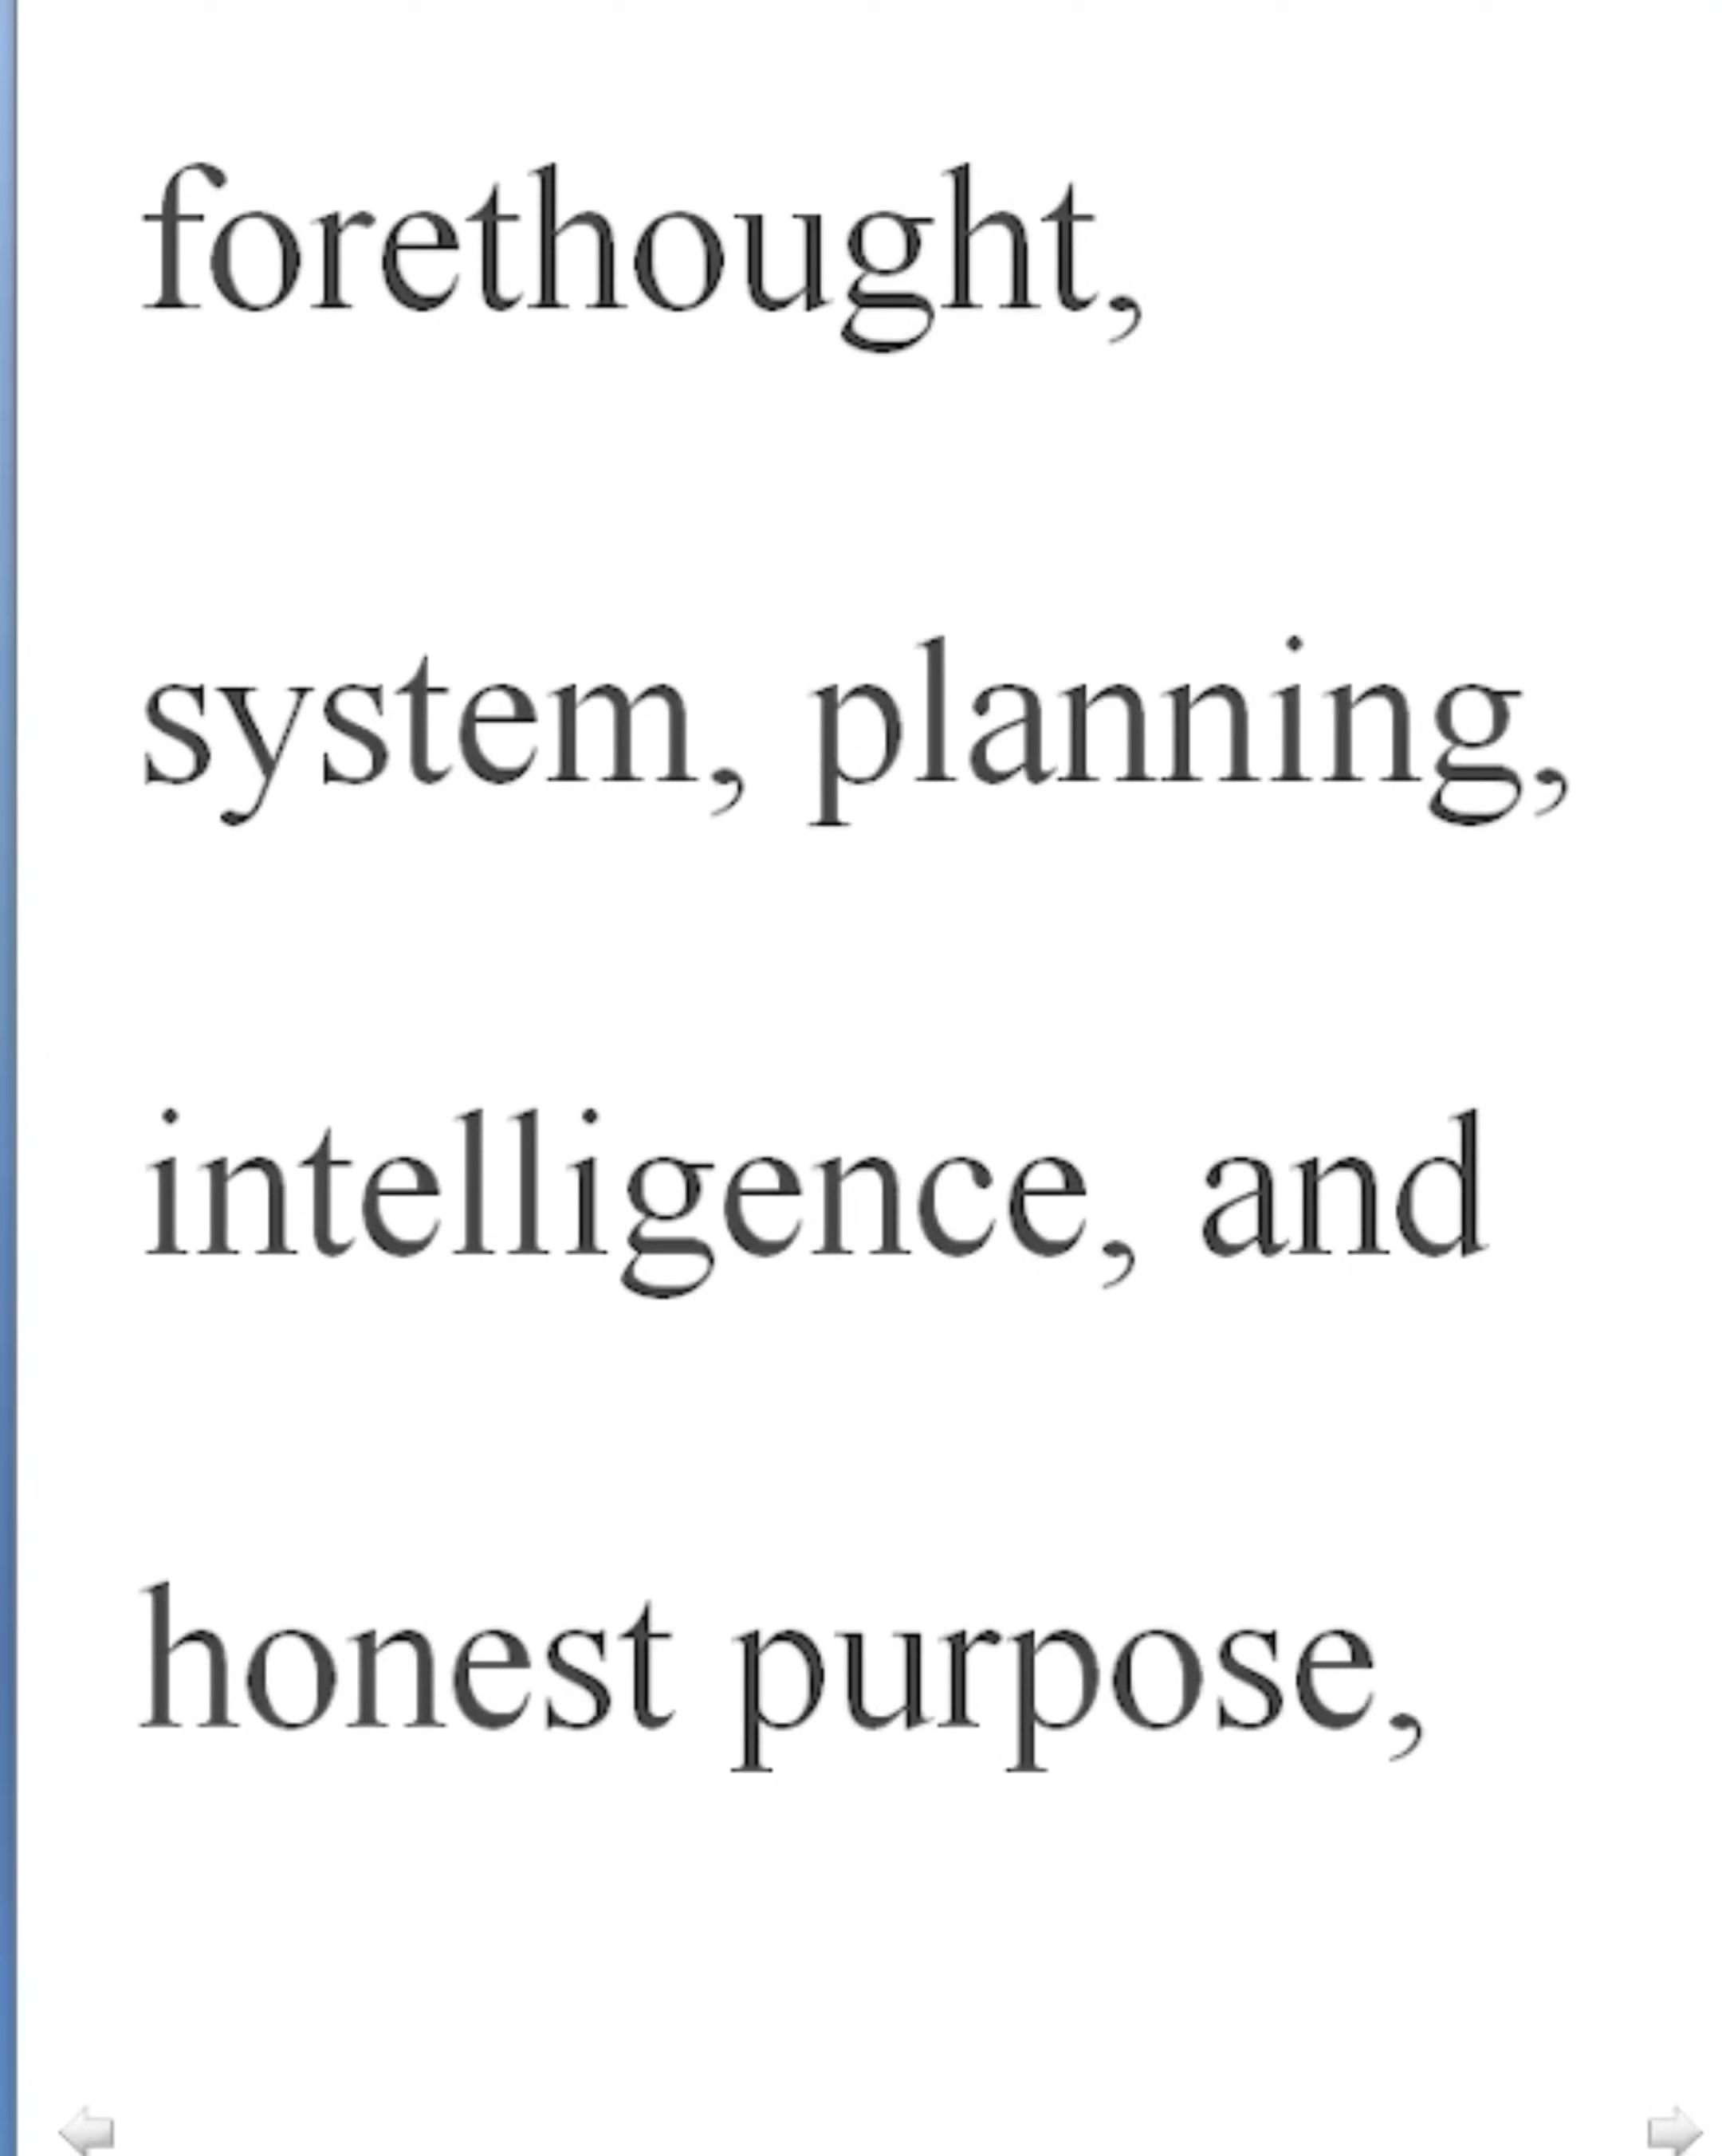 forethought,
system, planning,
intelligence, and
honest purpose,